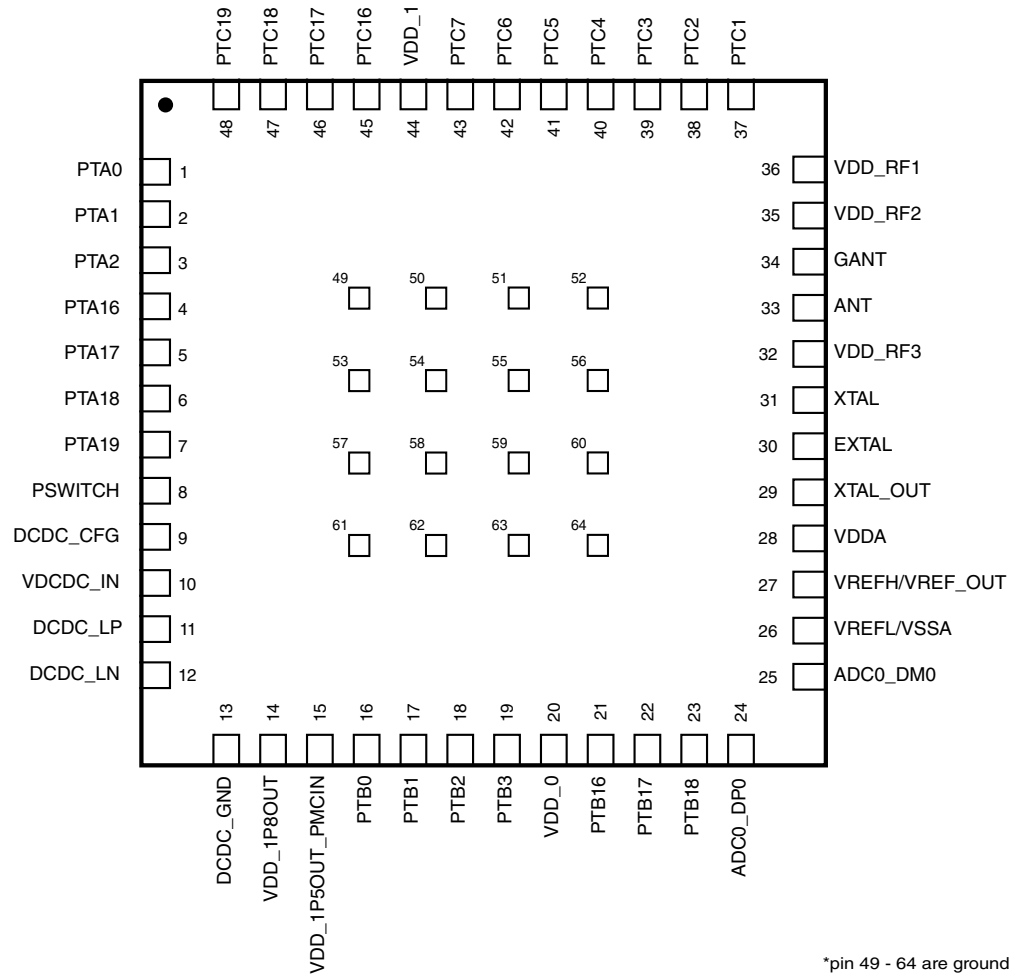 PTC19 PTC18 PTC17 PTC16 VDD_1 PTC7 PTC6 PTC5 PTC4 PTC3 PTC2 PTC1
48 47 46 45 44 43 42 41 40 39 38 37
PTA0 1 36 VDD_RF1
PTA1 2 35 VDD_RF2
PTA2 3 34 GANT
49 50 51 52
PTA16 4 33 ANT
PTA17 5 32 VDD_RF3
53 54 55 56
PTA18 6 31 XTAL
PTA19 7 30 EXTAL
57 58 59 60
PSWITCH 8 29 XTAL_OUT
61 62 63 64
DCDC_CFG 9 28 VDDA
VDCDC_IN 10 27 VREFH/VREF_OUT
DCDC_LP 11 26 VREFL/VSSA
DCDC_LN 12 25 ADC0_DM0
13 14 15 16 17 18 19 20 21 22 23 24
DCDC_GND VDD_1P8OUT VDD_1P5OUT_PMCIN PTB0 PTB1 PTB2 PTB3 VDD_0 PTB16 PTB17 PTB18 ADC0_DP0
*pin 49 - 64 are ground